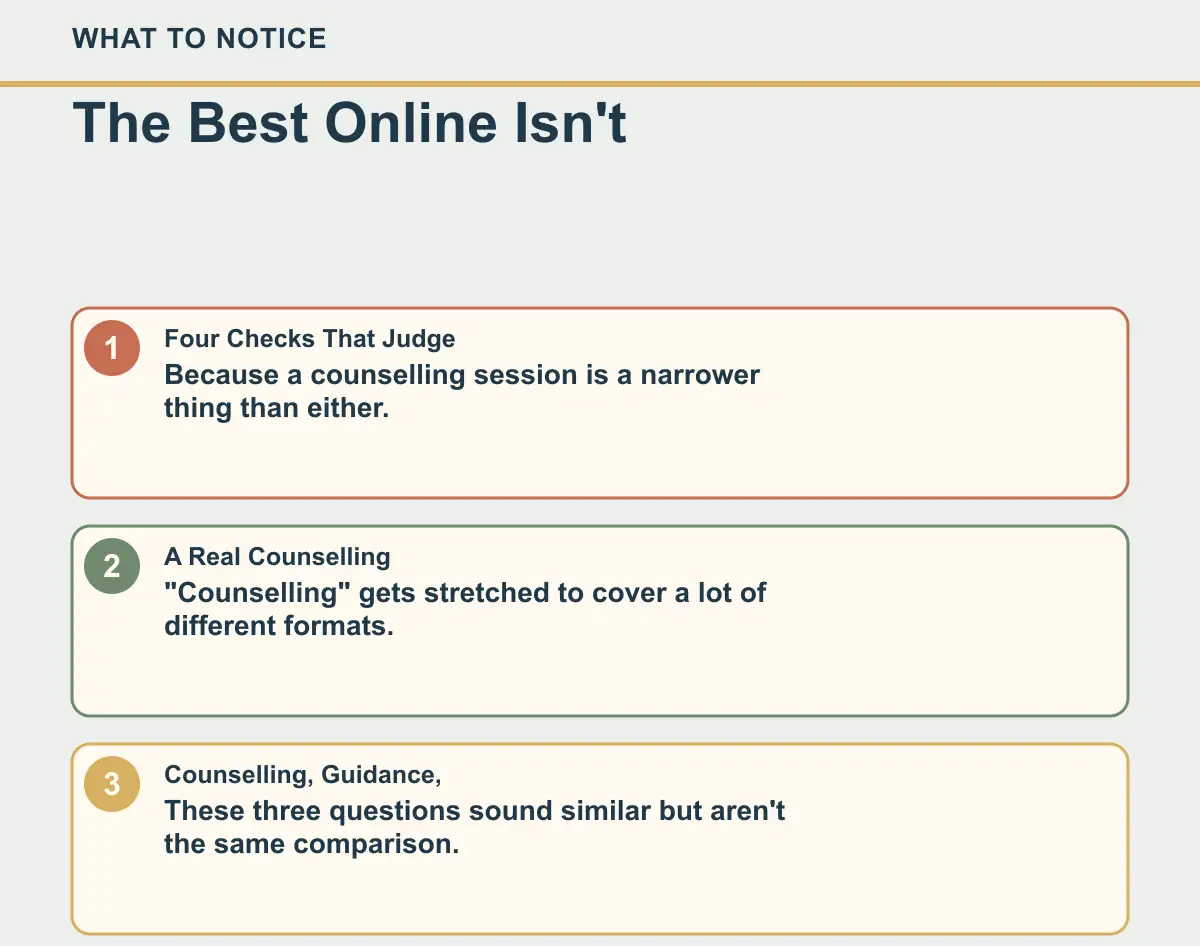 WHAT TO NOTICE
The Best Online Isn't
1
Four Checks That Judge
Because a counselling session is a narrower
thing than either.
2
A Real Counselling
"Counselling" gets stretched to cover a lot of
different formats.
3
Counselling, Guidance,
These three questions sound similar but aren't
the same comparison.